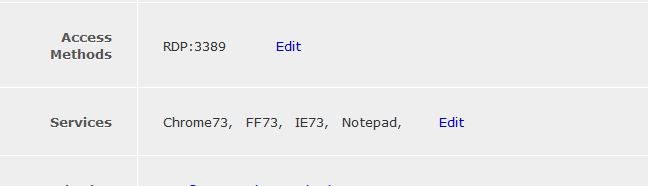 Access Methods RDP:3389 Edit
Services Chrome73, FF73, IE73, Notepad, Edit